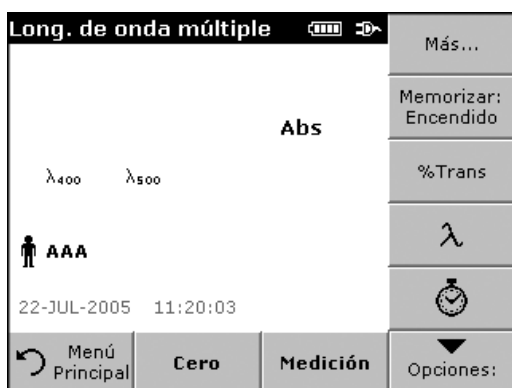 Long. de onda múltiple
Más...
Memorizar:
Encendido
Abs
%Trans
λ400 λ500
λ
AAA
22-JUL-2005 11:20:03
Menú
Principal
Cero
Medición
Opciones: